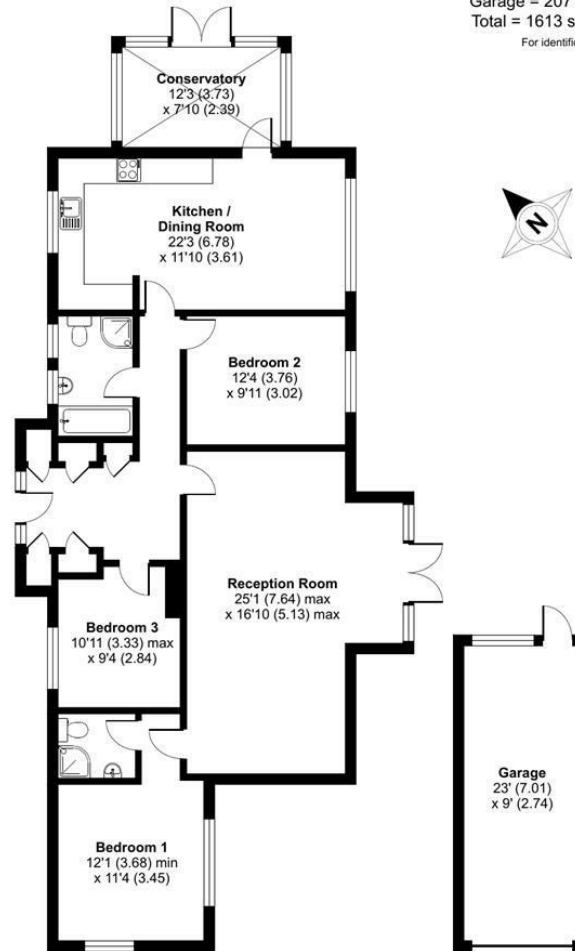 Garage = 207
Total = 1613 s
For identific
Conservatory
12'3 (3.73)
x 7'10 (2.39)
Kitchen /
Dining Room
22'3 (6.78)
x 11'10 (3.61)
N
Bedroom 2
12'4 (3.76)
x 9'11 (3.02)
Reception Room
25'1 (7.64) max
x 16'10 (5.13) max
Bedroom 3
10'11 (3.33) max
x 9'4 (2.84)
Garage
23' (7.01)
x 9' (2.74)
Bedroom 1
12'1 (3.68) min
x 11'4 (3.45)